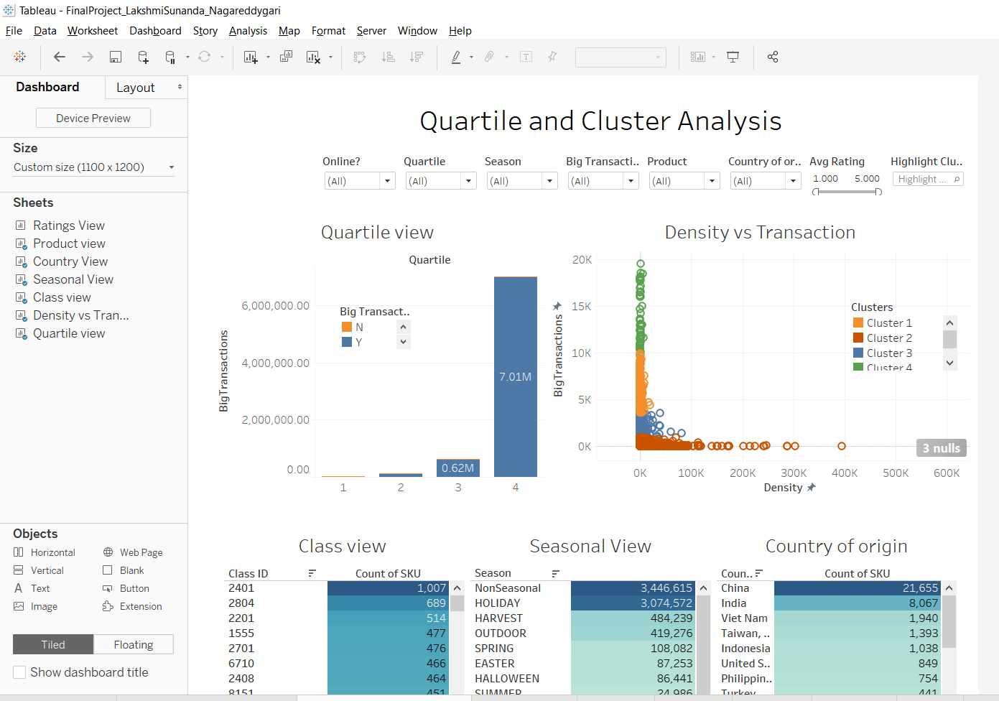 Tableau - FinalProject_LakshmiSunanda_Nagareddygari
File Data Worksheet Dashboard Story Analysis Map Format Server Window Help
Dashboard Layout
Device Preview
Size
Custom size (1100 x 1200)
Sheets
Ratings View
Product view
Country View
Seasonal View
Class view
Density vs Tran...
Quartile view
Objects
Horizontal Web Page
Vertical Blank
Text Button
Image Extension
Tiled Floating
Show dashboard title
Quartile and Cluster Analysis
Online? Quartile Season Big Transacti.. Product Country of or.. Avg Rating Highlight Clu..
(All) (All) (All) (All) (All) (All) 1.000 5.000 Highlight ...
Quartile view
Quartile
BigTransactions
6,000,000.00
4,000,000.00
2,000,000.00
0.00
Big Transact..
N
Y
0.62M
7.01M
1 2 3 4
Density vs Transaction
BigTransactions
20K
15K
10K
5K
0K
Clusters
Cluster 1
Cluster 2
Cluster 3
Cluster 4
3 nulls
0K 100K 200K 300K 400K 500K 600K
Density
Class view
Class ID Count of SKU
2401 1,007
2804 689
2201 514
1555 477
2701 476
6710 466
2408 464
8151 451
Seasonal View
Season
NonSeasonal 3,446,615
HOLIDAY 3,074,572
HARVEST 484,239
OUTDOOR 419,276
SPRING 108,082
EASTER 87,253
HALLOWEEN 86,441
SUMMER 24,986
Country of origin
Coun.. Count of SKU
China 21,655
India 8,067
Viet Nam 1,940
Taiwan, .. 1,393
Indonesia 1,038
United S.. 849
Philippin.. 754
Turkey 441